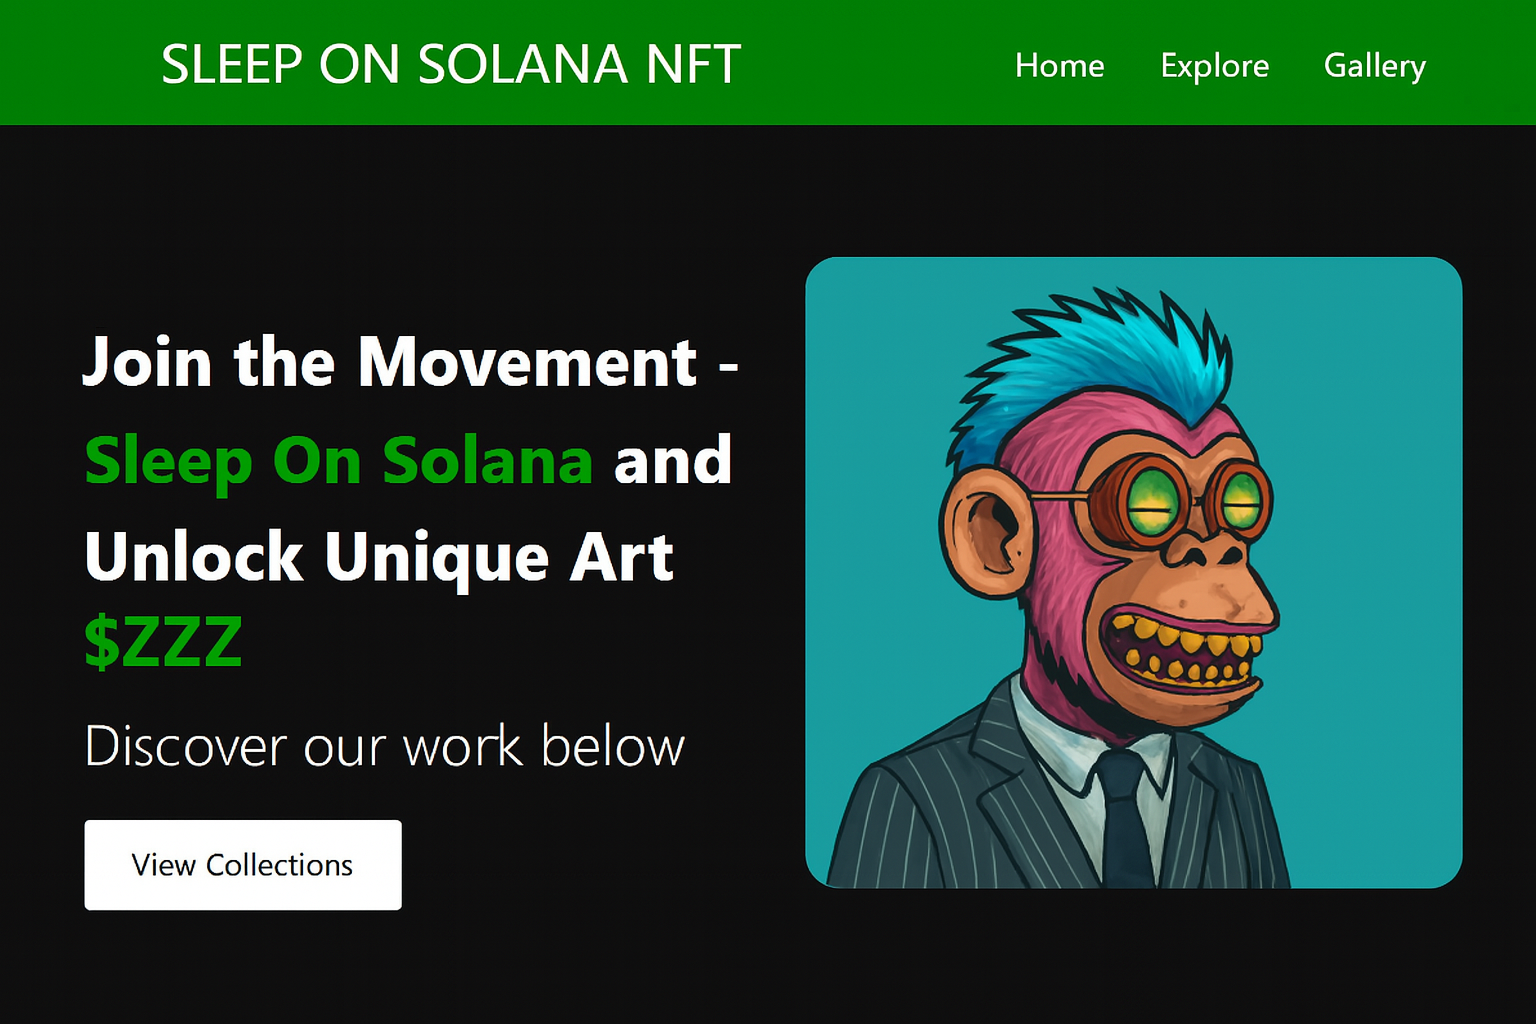 SLEEP ON SOLANA NFT
Home Explore Gallery
Join the Movement -
Sleep On Solana and
Unlock Unique Art
$ZZZ
Discover our work below
View Collections